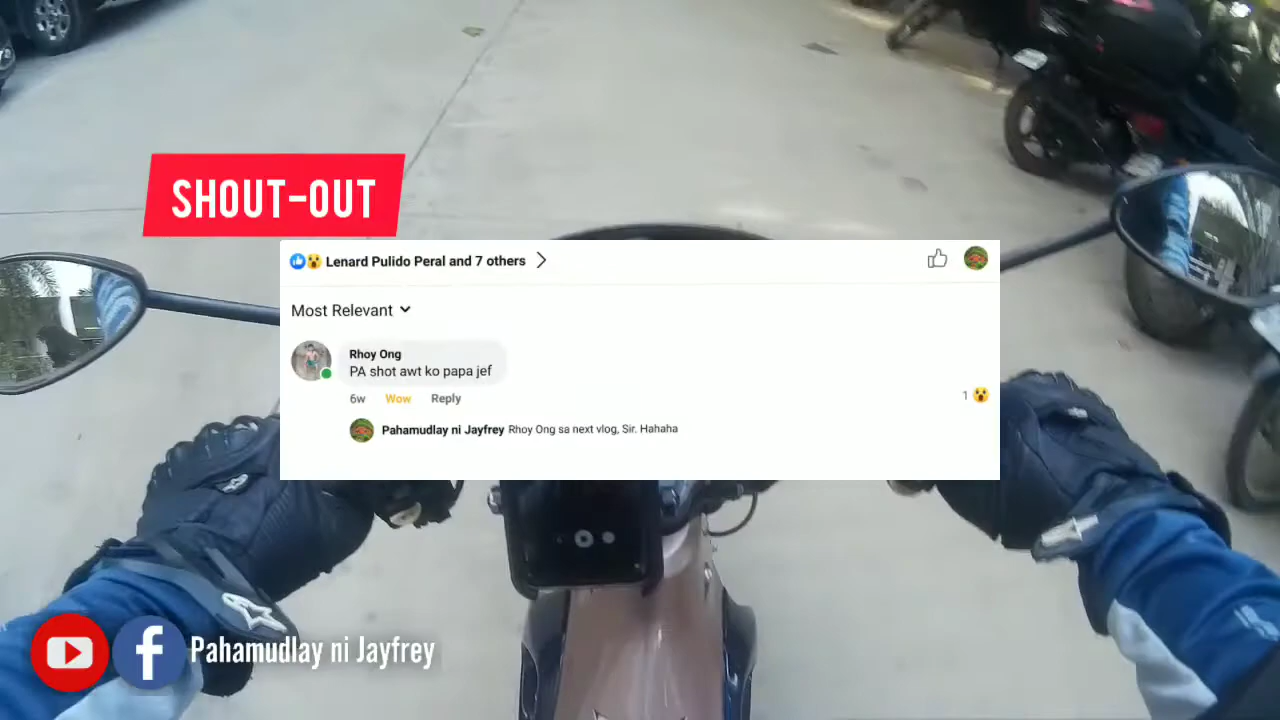 SHOUT-OUT
Lenard Pulido Peral and 7 others
Most Relevant
Rhoy Ong
PA shot awt ko papa jef
6w Wow Reply
1
Pahamudlay ni Jayfrey Rhoy Ong sa next vlog, Sir. Hahaha
Pahamudlay ni Jayfrey